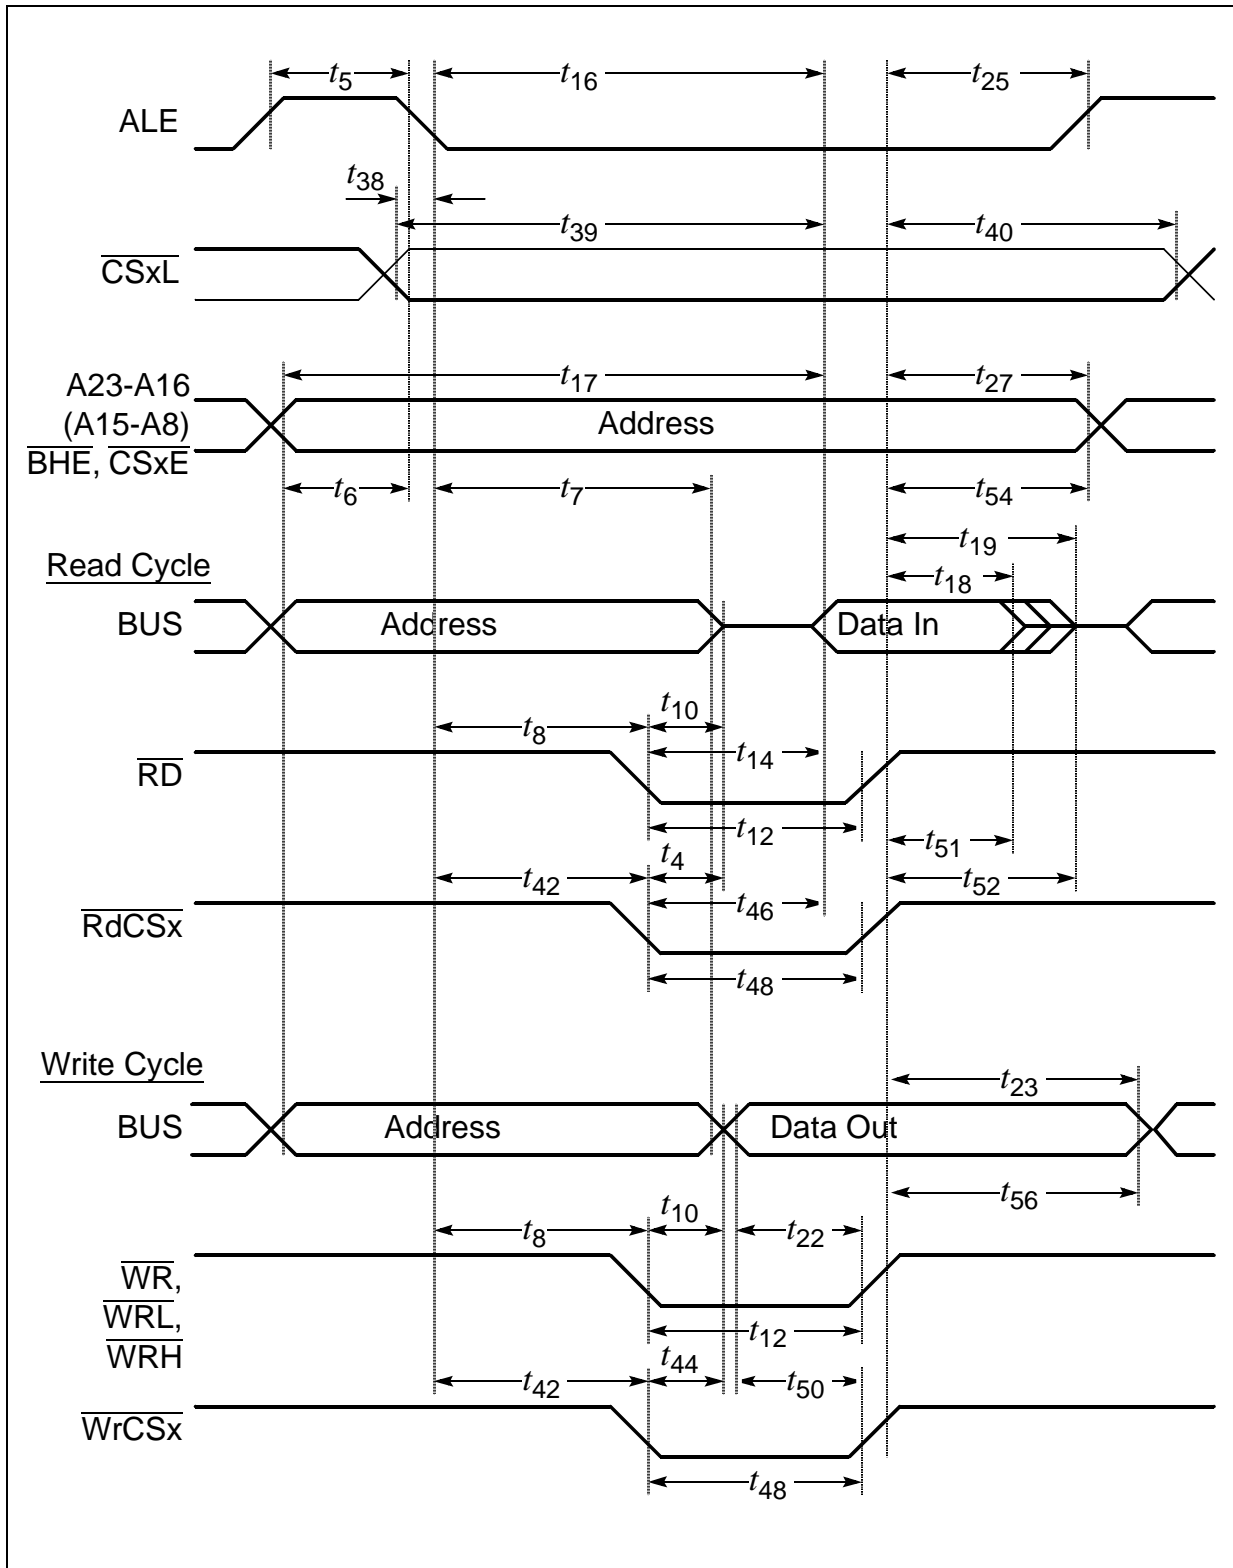 t5 t16 t25
ALE
t38
t39 t40
CSxL
A23-A16 t17 t27
(A15-A8) Address
BHE, CSxE
t6 t7 t54
t19
Read Cycle
t18
BUS Address Data In
t10
t8
t14
RD
t12
t51
t4
t42 t52
t46
RdCSx
t48
Write Cycle
t23
BUS Address Data Out
t56
t10
t8 t22
WR,
WRL,
t12
WRH
t44
t42 t50
WrCSx
t48